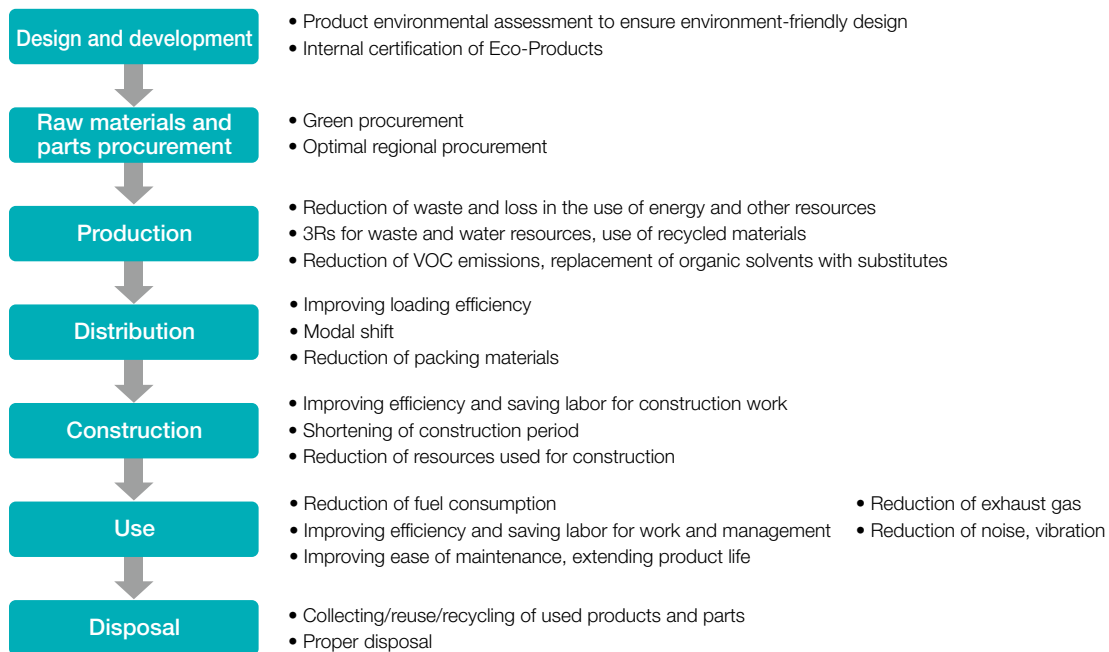 Design and development
• Product environmental assessment to ensure environment-friendly design
• Internal certification of Eco-Products
Raw materials and
parts procurement
• Green procurement
• Optimal regional procurement
Production
• Reduction of waste and loss in the use of energy and other resources
• 3Rs for waste and water resources, use of recycled materials
• Reduction of VOC emissions, replacement of organic solvents with substitutes
Distribution
• Improving loading efficiency
• Modal shift
• Reduction of packing materials
Construction
• Improving efficiency and saving labor for construction work
• Shortening of construction period
• Reduction of resources used for construction
Use
• Reduction of fuel consumption
• Improving efficiency and saving labor for work and management
• Improving ease of maintenance, extending product life
• Reduction of exhaust gas
• Reduction of noise, vibration
Disposal
• Collecting/reuse/recycling of used products and parts
• Proper disposal